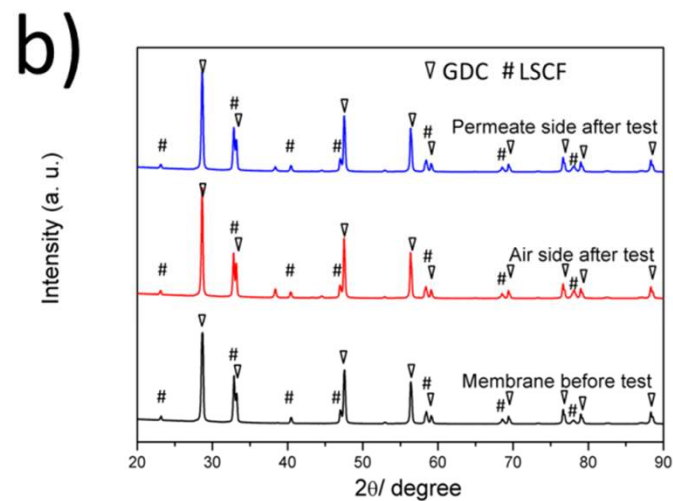 b)
∇ GDC # LSCF
Permeate side after test
Air side after test
Membrane before test
Intensity (a. u.)
20 30 40 50 60 70 80 90
2θ/ degree